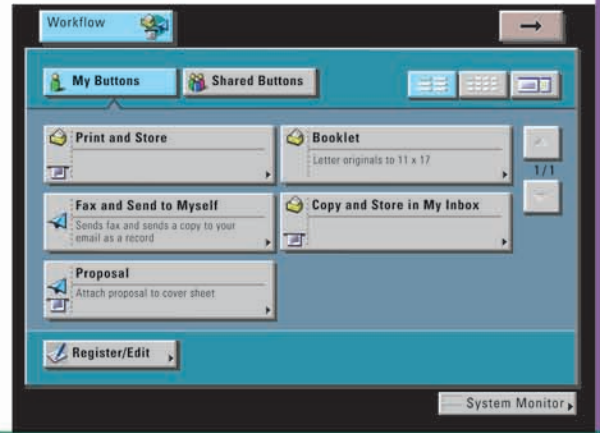 Workflow
My Buttons
Shared Buttons
Print and Store
Booklet
Letter originals to 11 x 17
1/1
Fax and Send to Myself
Sends fax and sends a copy to your
email as a record
Copy and Store in My Inbox
Proposal
Attach proposal to cover sheet
Register/Edit
System Monitor